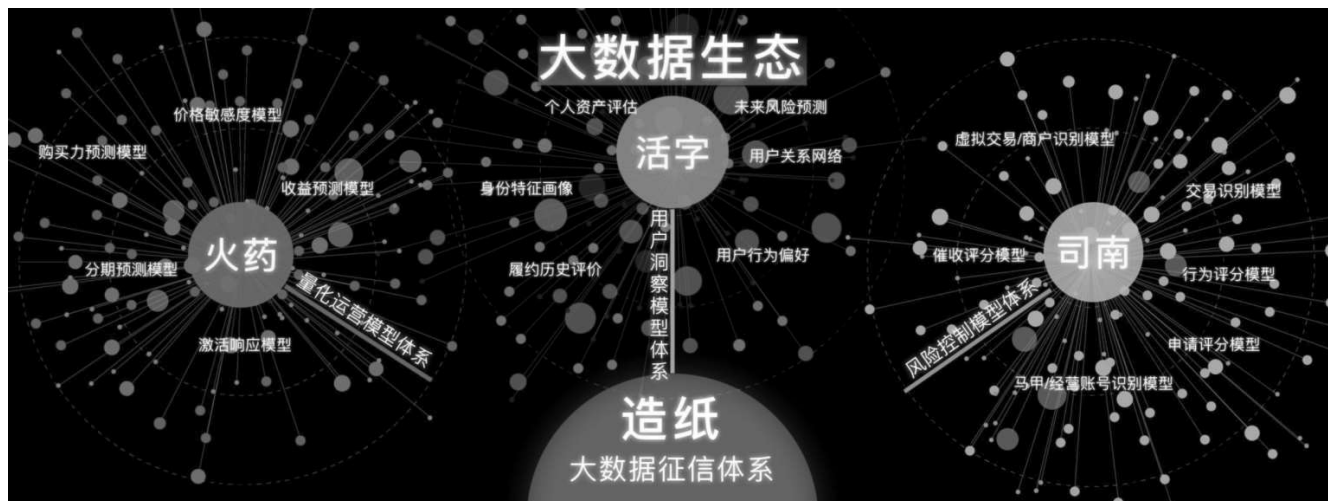 大数据生态
价格敏感度模型
购买力预测模型
收益预测模型
火药
分期预测模型
激活响应模型
量化运营模型体系
个人资产评估
未来风险预测
活字
用户关系网络
身份特征画像
履约历史评价
用户行为偏好
用户洞察模型体系
虚拟交易/商户识别模型
交易识别模型
司南
催收评分模型
行为评分模型
申请评分模型
马甲/经营账号识别模型
风险控制模型体系
造纸
大数据征信体系